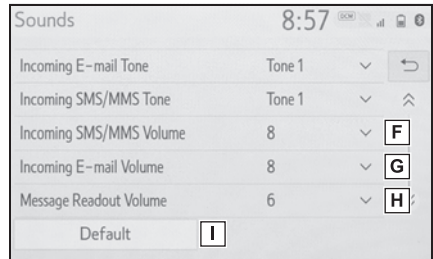 Sounds 8:57 DCM
Incoming E-mail Tone Tone 1
Incoming SMS/MMS Tone Tone 1
Incoming SMS/MMS Volume 8 F
Incoming E-mail Volume 8 G
Message Readout Volume 6 H
Default I